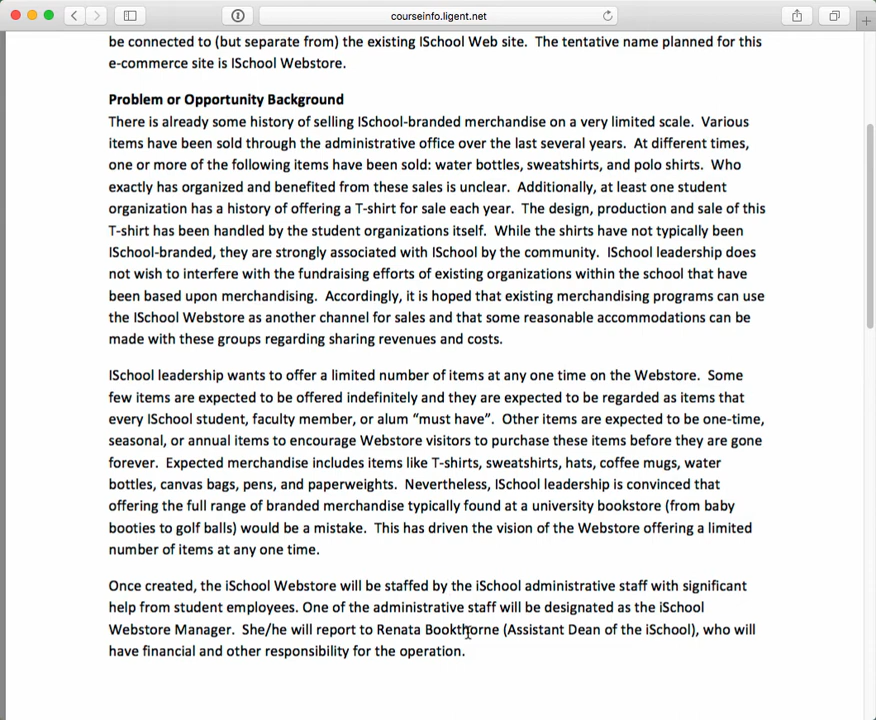 courseinfo.ligent.net
be connected to (but separate from) the existing ISchool Web site.  The tentative name planned for this
e-commerce site is ISchool Webstore.
Problem or Opportunity Background
There is already some history of selling ISchool-branded merchandise on a very limited scale.  Various
items have been sold through the administrative office over the last several years.  At different times,
one or more of the following items have been sold: water bottles, sweatshirts, and polo shirts.  Who
exactly has organized and benefited from these sales is unclear.  Additionally, at least one student
organization has a history of offering a T-shirt for sale each year.  The design, production and sale of this
T-shirt has been handled by the student organizations itself.  While the shirts have not typically been
ISchool-branded, they are strongly associated with ISchool by the community.  ISchool leadership does
not wish to interfere with the fundraising efforts of existing organizations within the school that have
been based upon merchandising.  Accordingly, it is hoped that existing merchandising programs can use
the ISchool Webstore as another channel for sales and that some reasonable accommodations can be
made with these groups regarding sharing revenues and costs.
ISchool leadership wants to offer a limited number of items at any one time on the Webstore.  Some
few items are expected to be offered indefinitely and they are expected to be regarded as items that
every ISchool student, faculty member, or alum “must have”.  Other items are expected to be one-time,
seasonal, or annual items to encourage Webstore visitors to purchase these items before they are gone
forever.  Expected merchandise includes items like T-shirts, sweatshirts, hats, coffee mugs, water
bottles, canvas bags, pens, and paperweights.  Nevertheless, ISchool leadership is convinced that
offering the full range of branded merchandise typically found at a university bookstore (from baby
booties to golf balls) would be a mistake.  This has driven the vision of the Webstore offering a limited
number of items at any one time.
Once created, the iSchool Webstore will be staffed by the iSchool administrative staff with significant
help from student employees. One of the administrative staff will be designated as the iSchool
Webstore Manager.  She/he will report to Renata Bookthorne (Assistant Dean of the iSchool), who will
have financial and other responsibility for the operation.